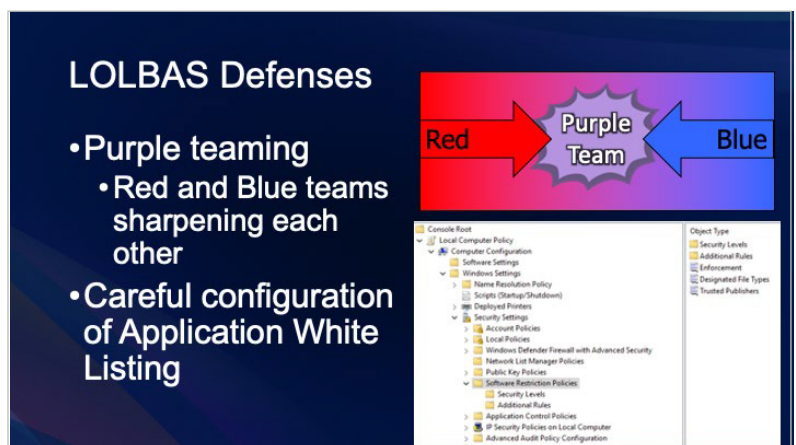 LOLBAS Defenses
•Purple teaming
•Red and Blue teams
sharpening each
other
•Careful configuration
of Application White
Listing
Red
Purple
Team
Blue
Console Root
Local Computer Policy
Computer Configuration
Software Settings
Windows Settings
Name Resolution Policy
Scripts (Startup/Shutdown)
Deployed Printers
Security Settings
Account Policies
Local Policies
Windows Defender Firewall with Advanced Security
Network List Manager Policies
Public Key Policies
Software Restriction Policies
Security Levels
Additional Rules
Application Control Policies
IP Security Policies on Local Computer
Advanced Audit Policy Configuration
Object Type
Security Levels
Additional Rules
Enforcement
Designated File Types
Trusted Publishers